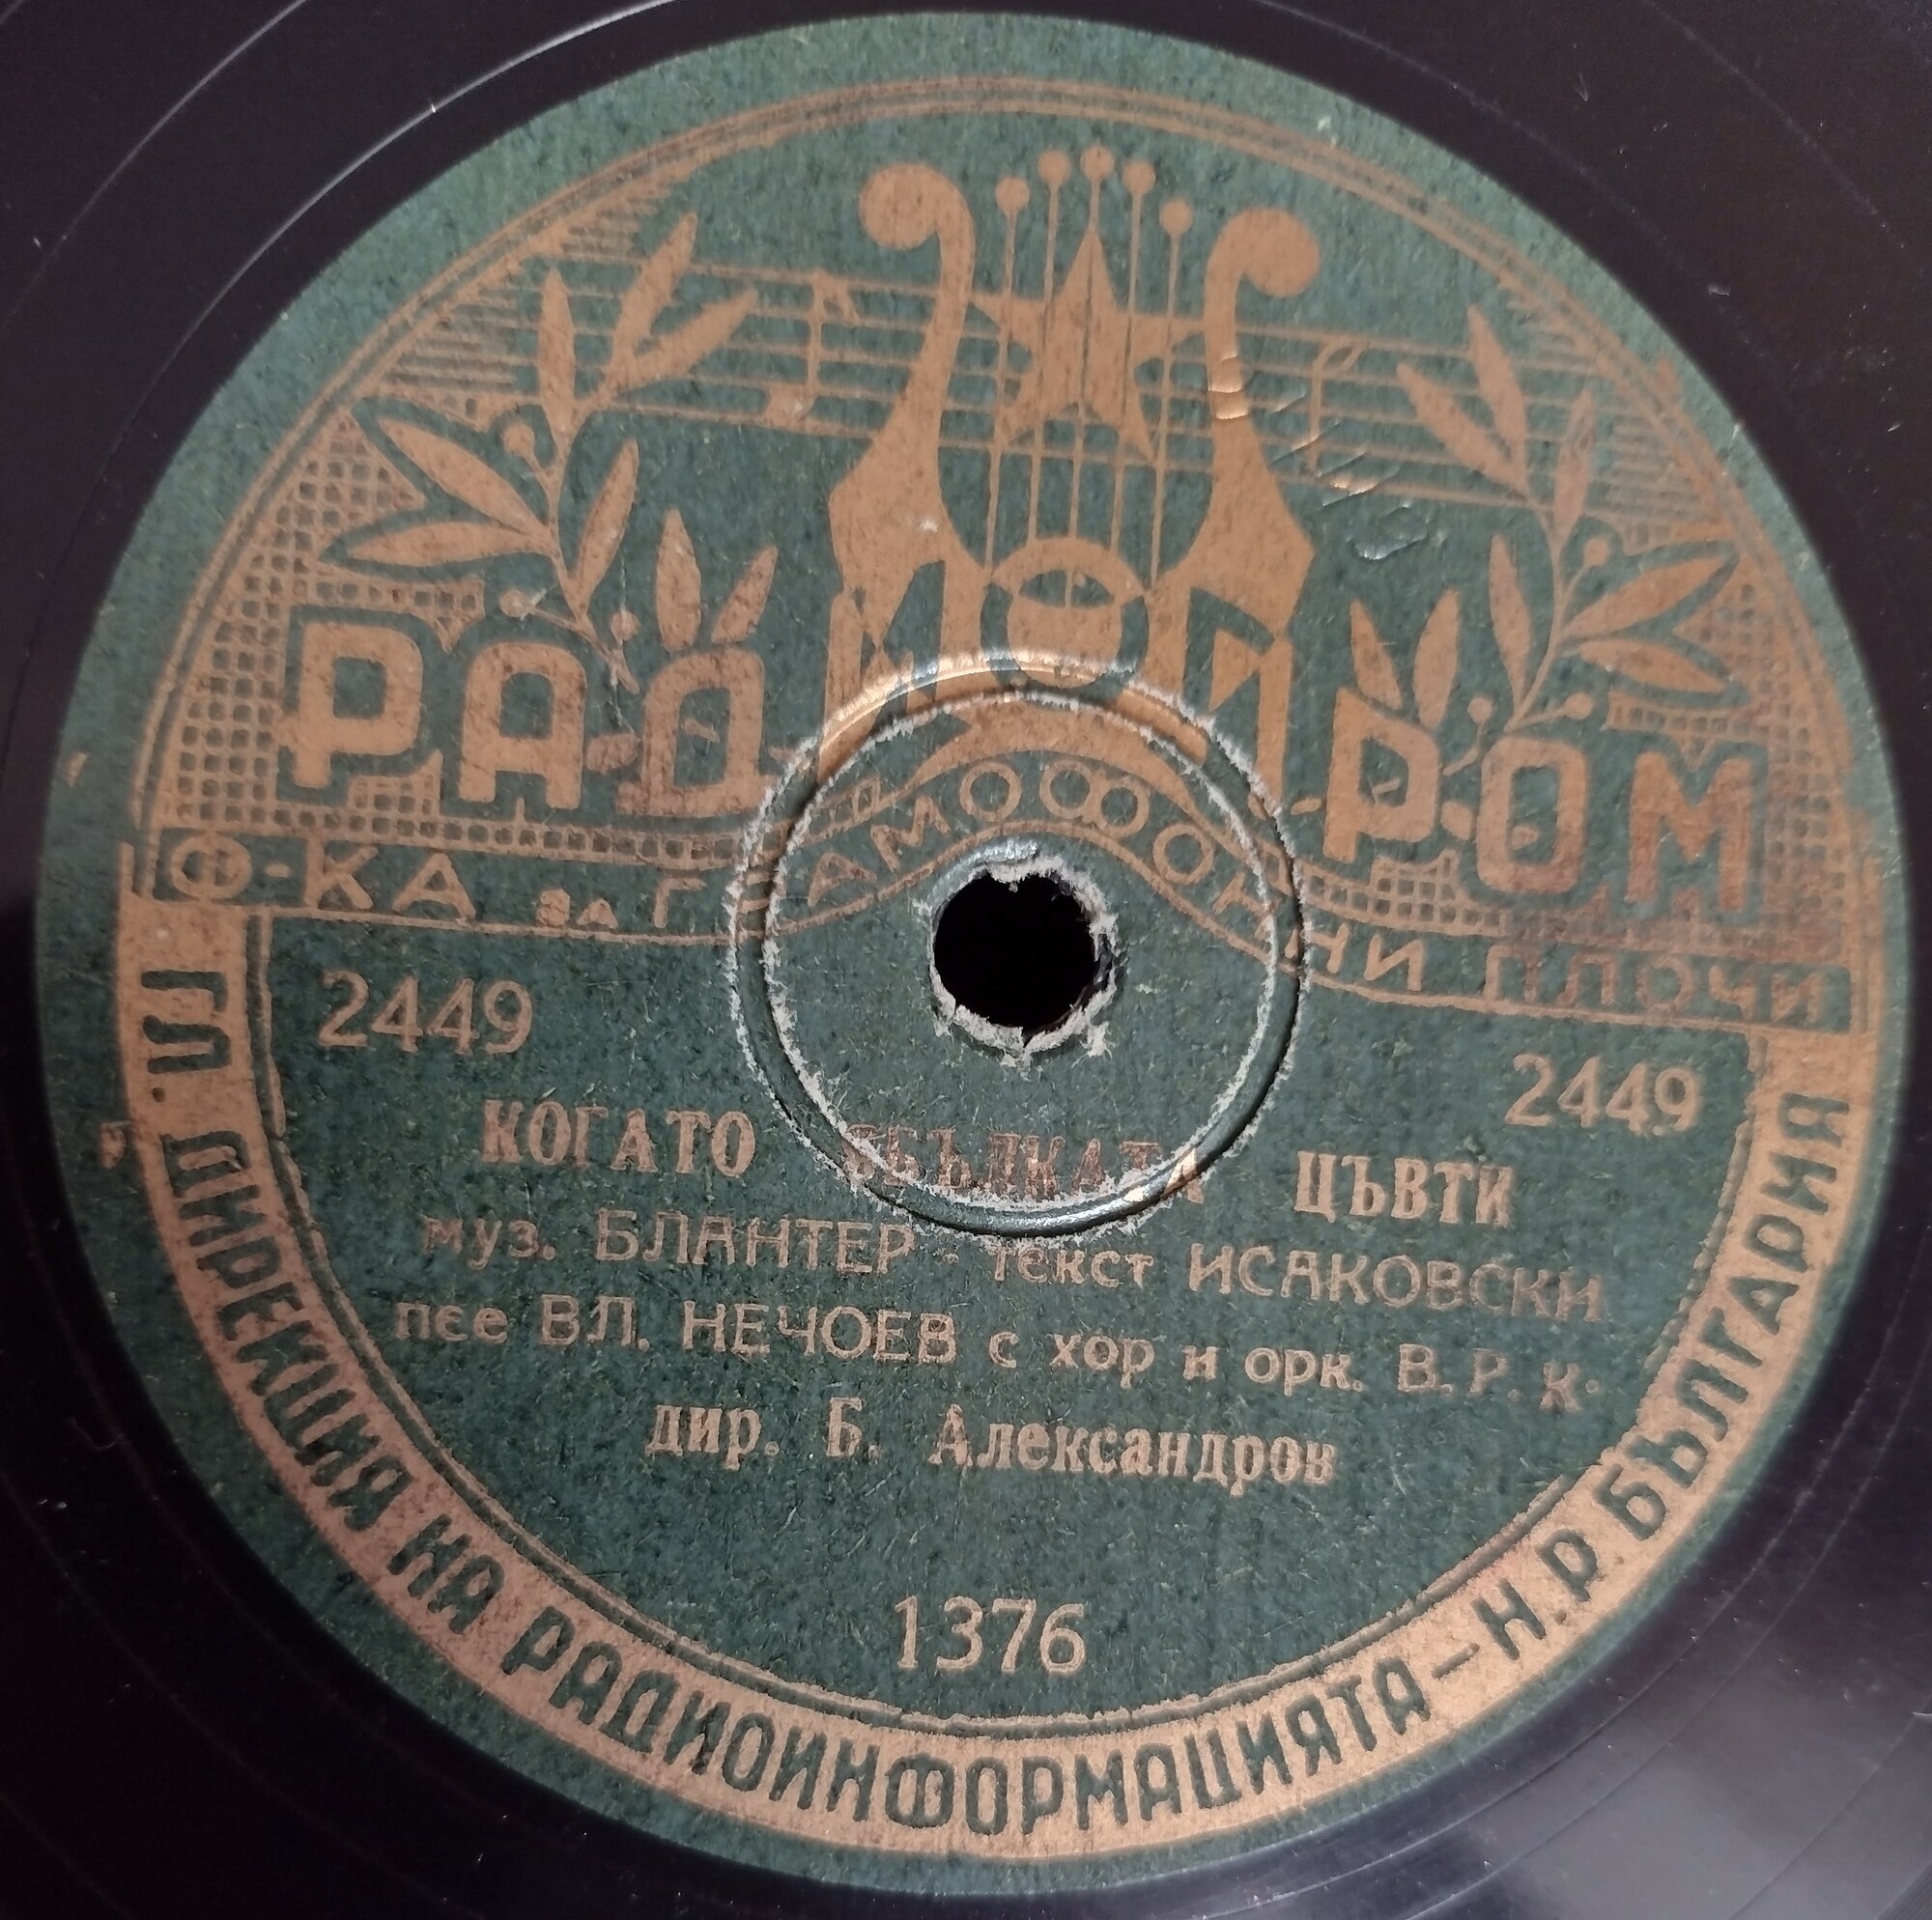 РАДИОПРОМ
Ф-КА за ГРАМОФОННИ ПЛОЧИ
2449
2449
КОГАТО ЯБЪЛКАТА ЦЪВТИ
муз. БЛАНТЕР - текст ИСАКОВСКИ
пее ВЛ. НЕЧОЕВ с хор и орк. В. Р. К.
дир. Б. Александров
1376
ГЛ. ДИРЕКЦИЯ НА РАДИОИНФОРМАЦИЯТА - Н.Р. БЪЛГАРИЯ